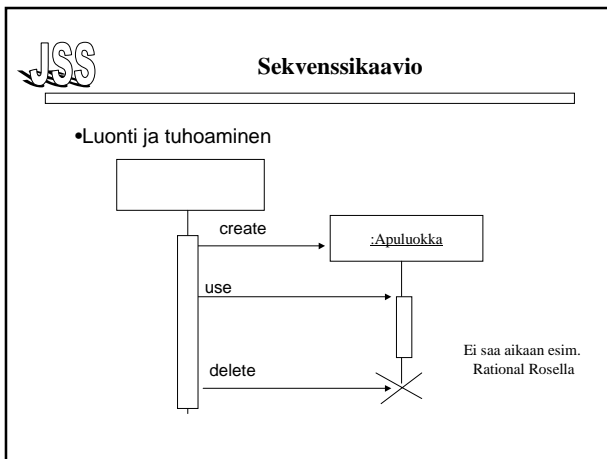 JSS
Sekvenssikaavio
•Luonti ja tuhoaminen
create
:Apuluokka
use
Ei saa aikaan esim.
Rational Rosella
delete